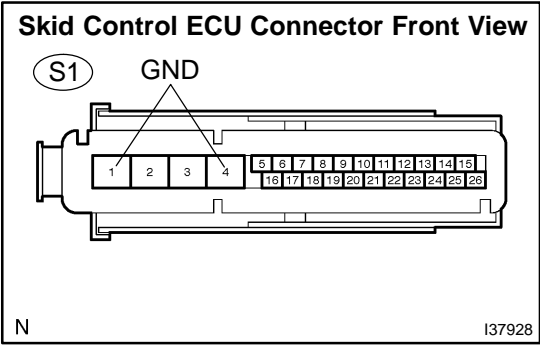 Skid Control ECU Connector Front View
S1
GND
1 2 3 4 5 6 7 8 9 10 11 12 13 14 15
16 17 18 19 20 21 22 23 24 25 26
N
I37928